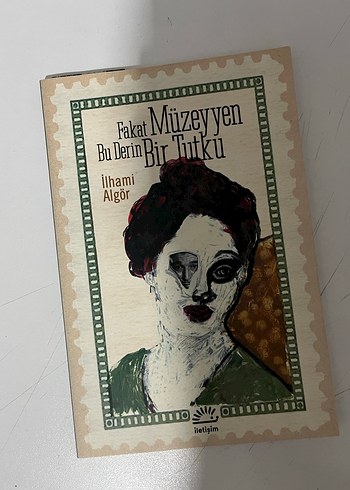 Fakat Müzeyyen
Bu Derin Bir Tutku
İlhami
Algör
iletişim